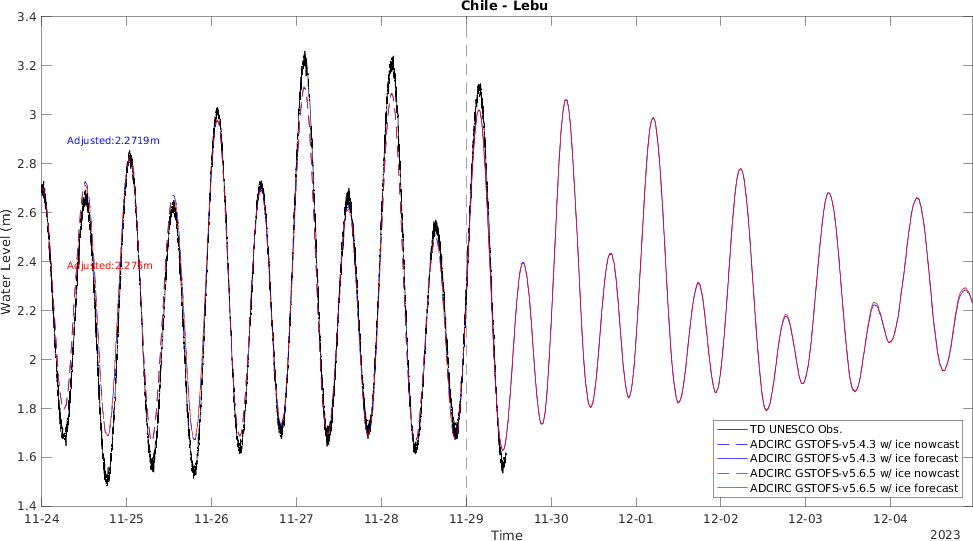 Chile - Lebu
3.4
3.2
3
2.8
2.6
2.4
2.2
2
1.8
1.6
1.4
Water Level (m)
Adjusted:2.2719m
Adjusted:2.275m
TD UNESCO Obs.
ADCIRC GSTOFS-v5.4.3 w/ ice nowcast
ADCIRC GSTOFS-v5.4.3 w/ ice forecast
ADCIRC GSTOFS-v5.6.5 w/ ice nowcast
ADCIRC GSTOFS-v5.6.5 w/ ice forecast
11-24 11-25 11-26 11-27 11-28 11-29 11-30 12-01 12-02 12-03 12-04
Time
2023